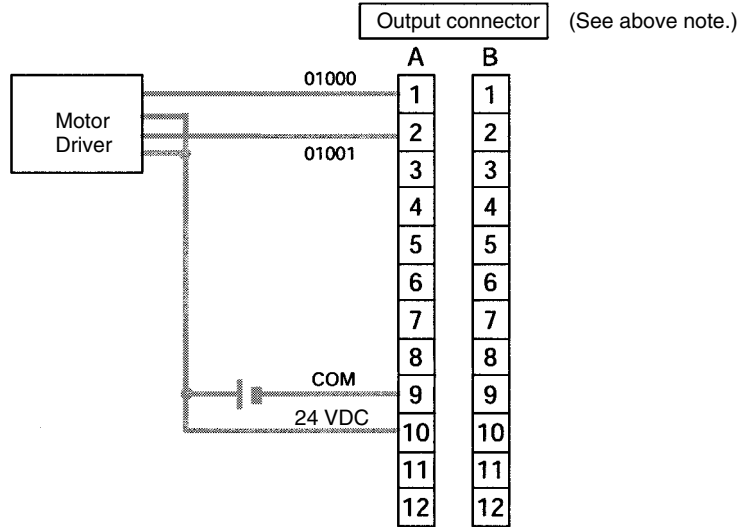 Output connector (See above note.)
A B
01000
1 1
Motor
Driver
2 2
01001
3 3
4 4
5 5
6 6
7 7
8 8
COM
9 9
24 VDC
10 10
11 11
12 12